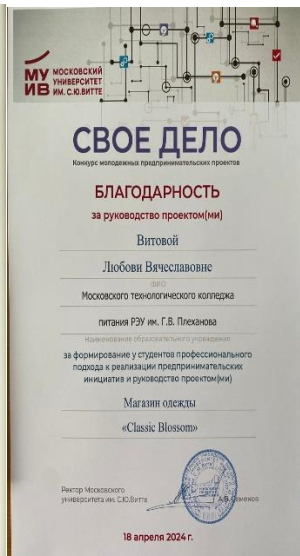 МУ
ИВ
МОСКОВСКИЙ
УНИВЕРСИТЕТ
ИМ. С.Ю.ВИТТЕ
СВОЕ ДЕЛО
Конкурс молодежных предпринимательских проектов
БЛАГОДАРНОСТЬ
за руководство проектом(ми)
Витовой
Любови Вячеславовне
ФИО
Московского технологического колледжа
питания РЭУ им. Г.В. Плеханова
Наименование образовательного учреждения
за формирование у студентов профессионального
подхода к реализации предпринимательских
инициатив и руководство проектом(ми)
Магазин одежды
«Classic Blossom»
Ректор Московского
университета им. С.Ю.Витте
А.В. Семенов
18 апреля 2024 г.